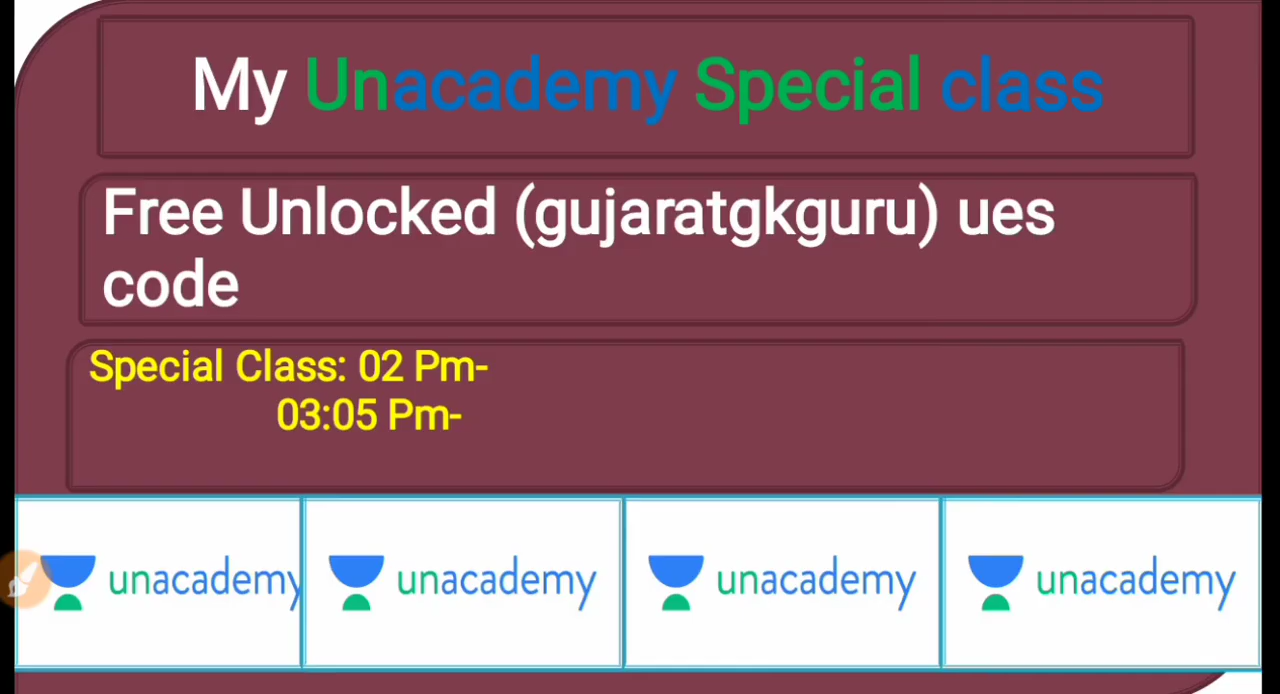 My Unacademy Special class
Free Unlocked (gujaratgkguru) ues
code
Special Class: 02 Pm-
03:05 Pm-
unacademy
unacademy
unacademy
unacademy